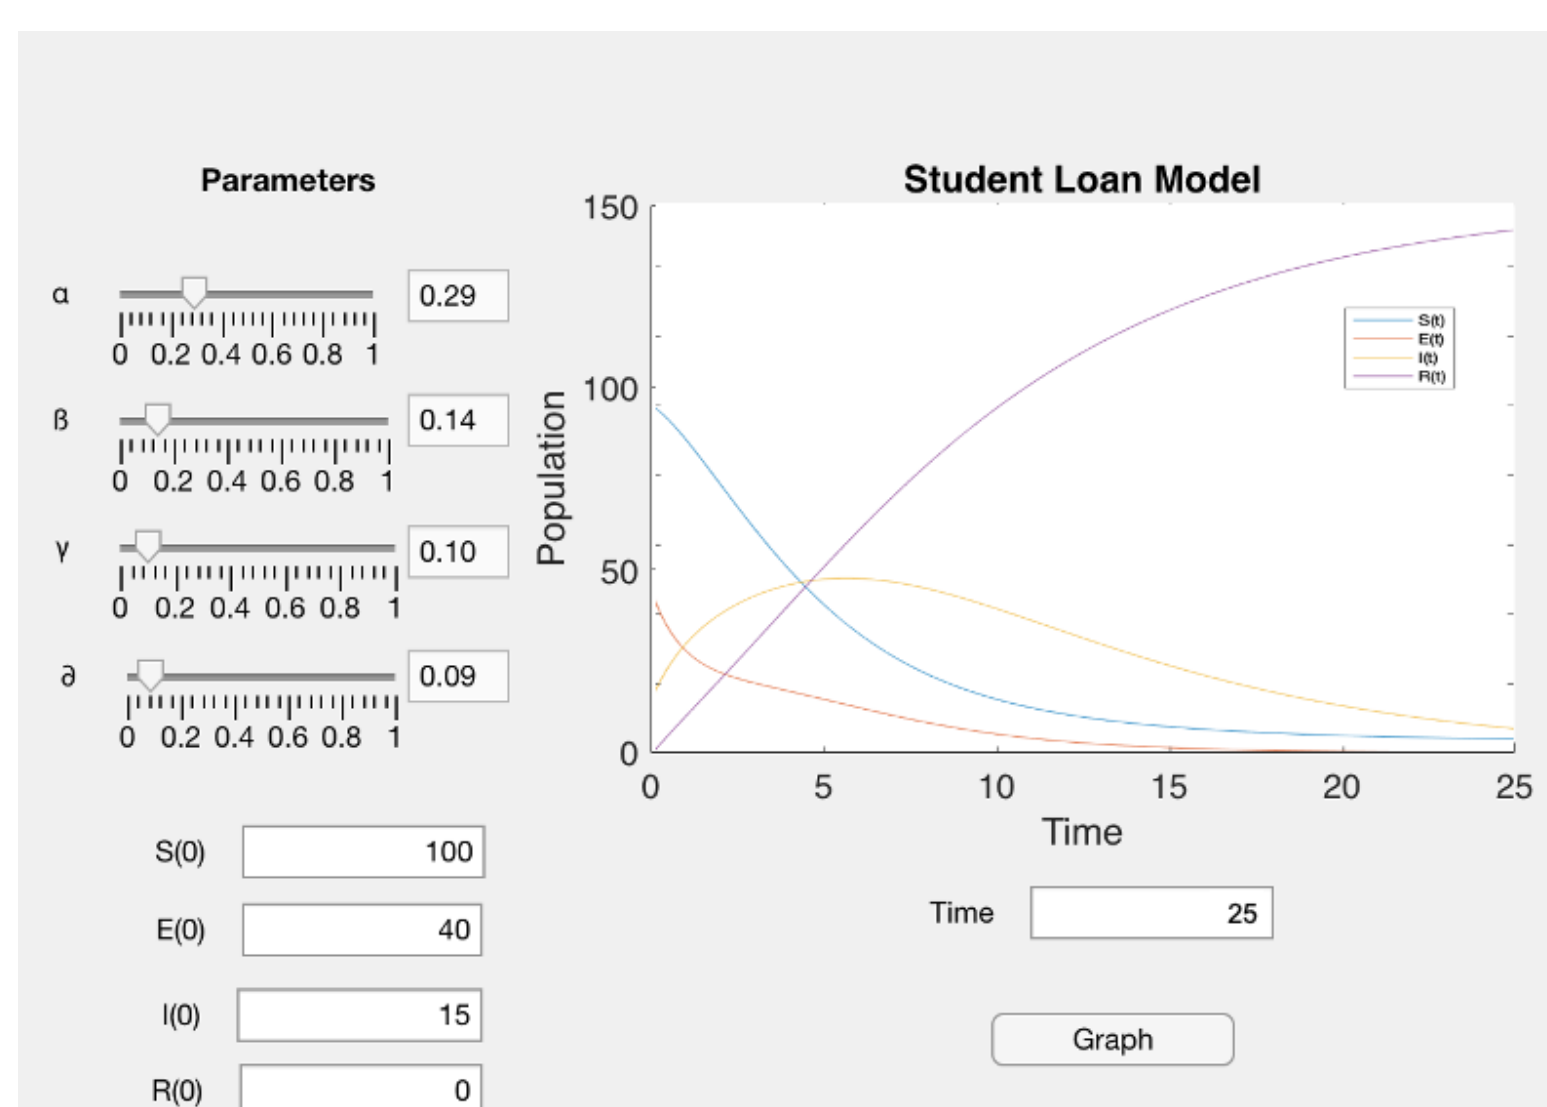 Parameters
α
0.29
0 0.2 0.4 0.6 0.8 1
ß
0.14
0 0.2 0.4 0.6 0.8 1
γ
0.10
0 0.2 0.4 0.6 0.8 1
∂
0.09
0 0.2 0.4 0.6 0.8 1
S(0) 100
E(0) 40
I(0) 15
R(0) 0
Student Loan Model
150
100
50
0
Population
0 5 10 15 20 25
Time
S(t)
E(t)
I(t)
R(t)
Time 25
Graph